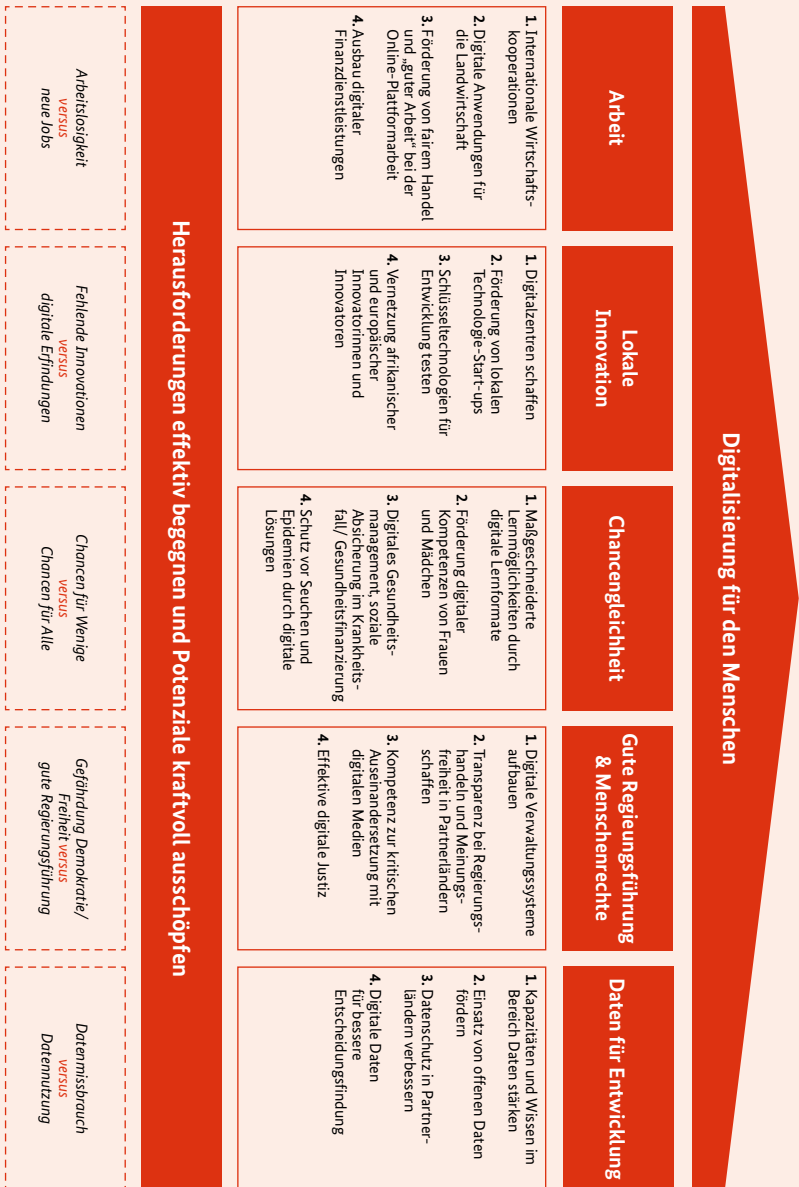 Digitalisierung für den Menschen
Arbeit
1. Internationale Wirtschafts-
kooperationen
2. Digitale Anwendungen für
die Landwirtschaft
3. Förderung von fairem Handel
und „guter Arbeit“ bei der
Online-Plattformarbeit
4. Ausbau digitaler
Finanzdienstleistungen
Lokale
Innovation
1. Digitalzentren schaffen
2. Förderung von lokalen
Technologie-Start-ups
3. Schlüsseltechnologien für
Entwicklung testen
4. Vernetzung afrikanischer
und europäischer
Innovatorinnen und
Innovatoren
Chancengleichheit
1. Maßgeschneiderte
Lernmöglichkeiten durch
digitale Lernformate
2. Förderung digitaler
Kompetenzen von Frauen
und Mädchen
3. Digitales Gesundheits-
management, soziale
Absicherung im Krankheits-
fall/ Gesundheitsfinanzierung
4. Schutz vor Seuchen und
Epidemien durch digitale
Lösungen
Gute Regieungsführung
& Menschenrechte
1. Digitale Verwaltungssysteme
aufbauen
2. Transparenz bei Regierungs-
handeln und Meinungs-
freiheit in Partnerländern
schaffen
3. Kompetenz zur kritischen
Auseinandersetzung mit
digitalen Medien
4. Effektive digitale Justiz
Daten für Entwicklung
1. Kapazitäten und Wissen im
Bereich Daten stärken
2. Einsatz von offenen Daten
fördern
3. Datenschutz in Partner-
ländern verbessern
4. Digitale Daten
für bessere
Entscheidungsfindung
Herausforderungen effektiv begegnen und Potenziale kraftvoll ausschöpfen
Arbeitslosigkeit
versus
neue Jobs
Fehlende Innovationen
versus
digitale Erfindungen
Chancen für Wenige
versus
Chancen für Alle
Gefährdung Demokratie/
Freiheit versus
gute Regierungsführung
Datenmissbrauch
versus
Datennutzung